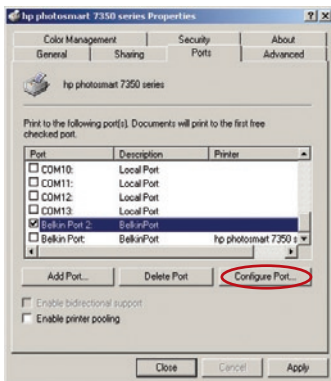 hp photosmart 7350 series Properties
Color Management Security About
General Sharing Ports Advanced
hp photosmart 7350 series
Print to the following port(s). Documents will print to the first free
checked port.
Port Description Printer
COM10: Local Port
COM11: Local Port
COM12: Local Port
COM13: Local Port
Belkin Port 2: BelkinPort
Belkin Port: BelkinPort hp photosmart 7350 s
Add Port... Delete Port Configure Port...
Enable bidirectional support
Enable printer pooling
Close Cancel Apply